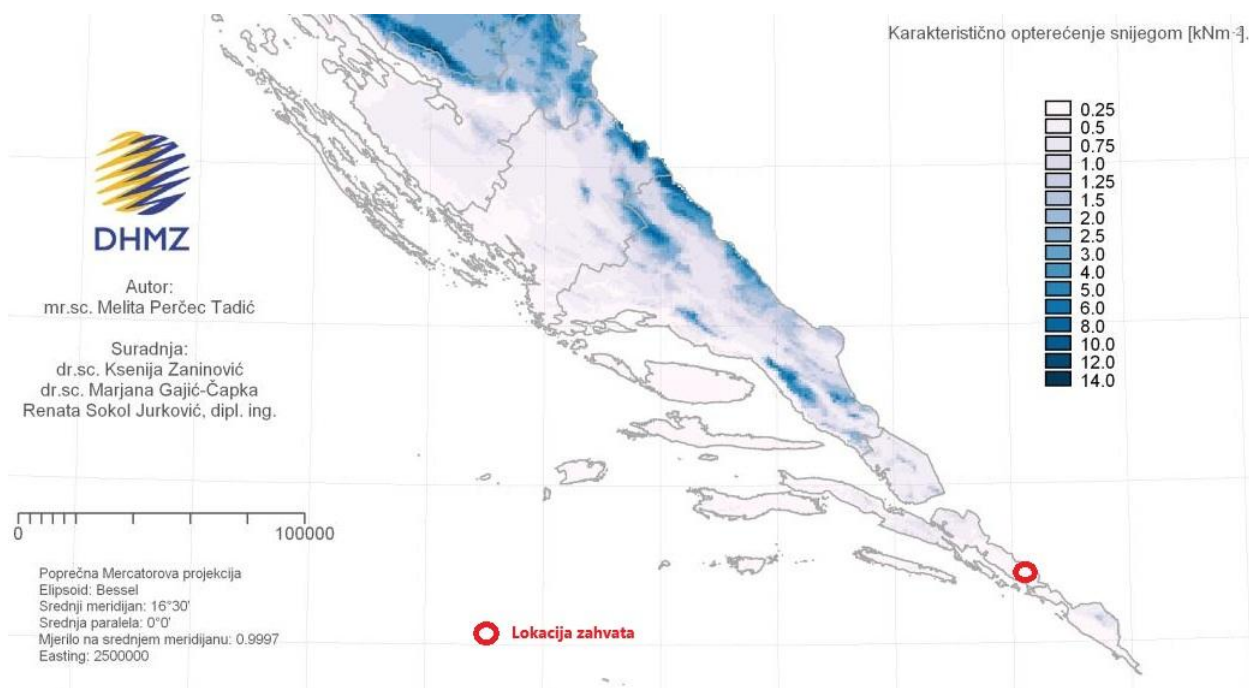 Karakteristično opterećenje snijegom [kNm⁻²].
0.25
0.5
0.75
1.0
1.25
1.5
2.0
2.5
3.0
4.0
5.0
6.0
8.0
10.0
12.0
14.0
DHMZ
Autor:
mr.sc. Melita Perčec Tadić
Suradnja:
dr.sc. Ksenija Zaninović
dr.sc. Marjana Gajić-Čapka
Renata Sokol Jurković, dipl. ing.
0 100000
Poprečna Mercatorova projekcija
Elipsoid: Bessel
Srednji meridijan: 16°30'
Srednja paralela: 0°0'
Mjerilo na srednjem meridijanu: 0.9997
Easting: 2500000
Lokacija zahvata